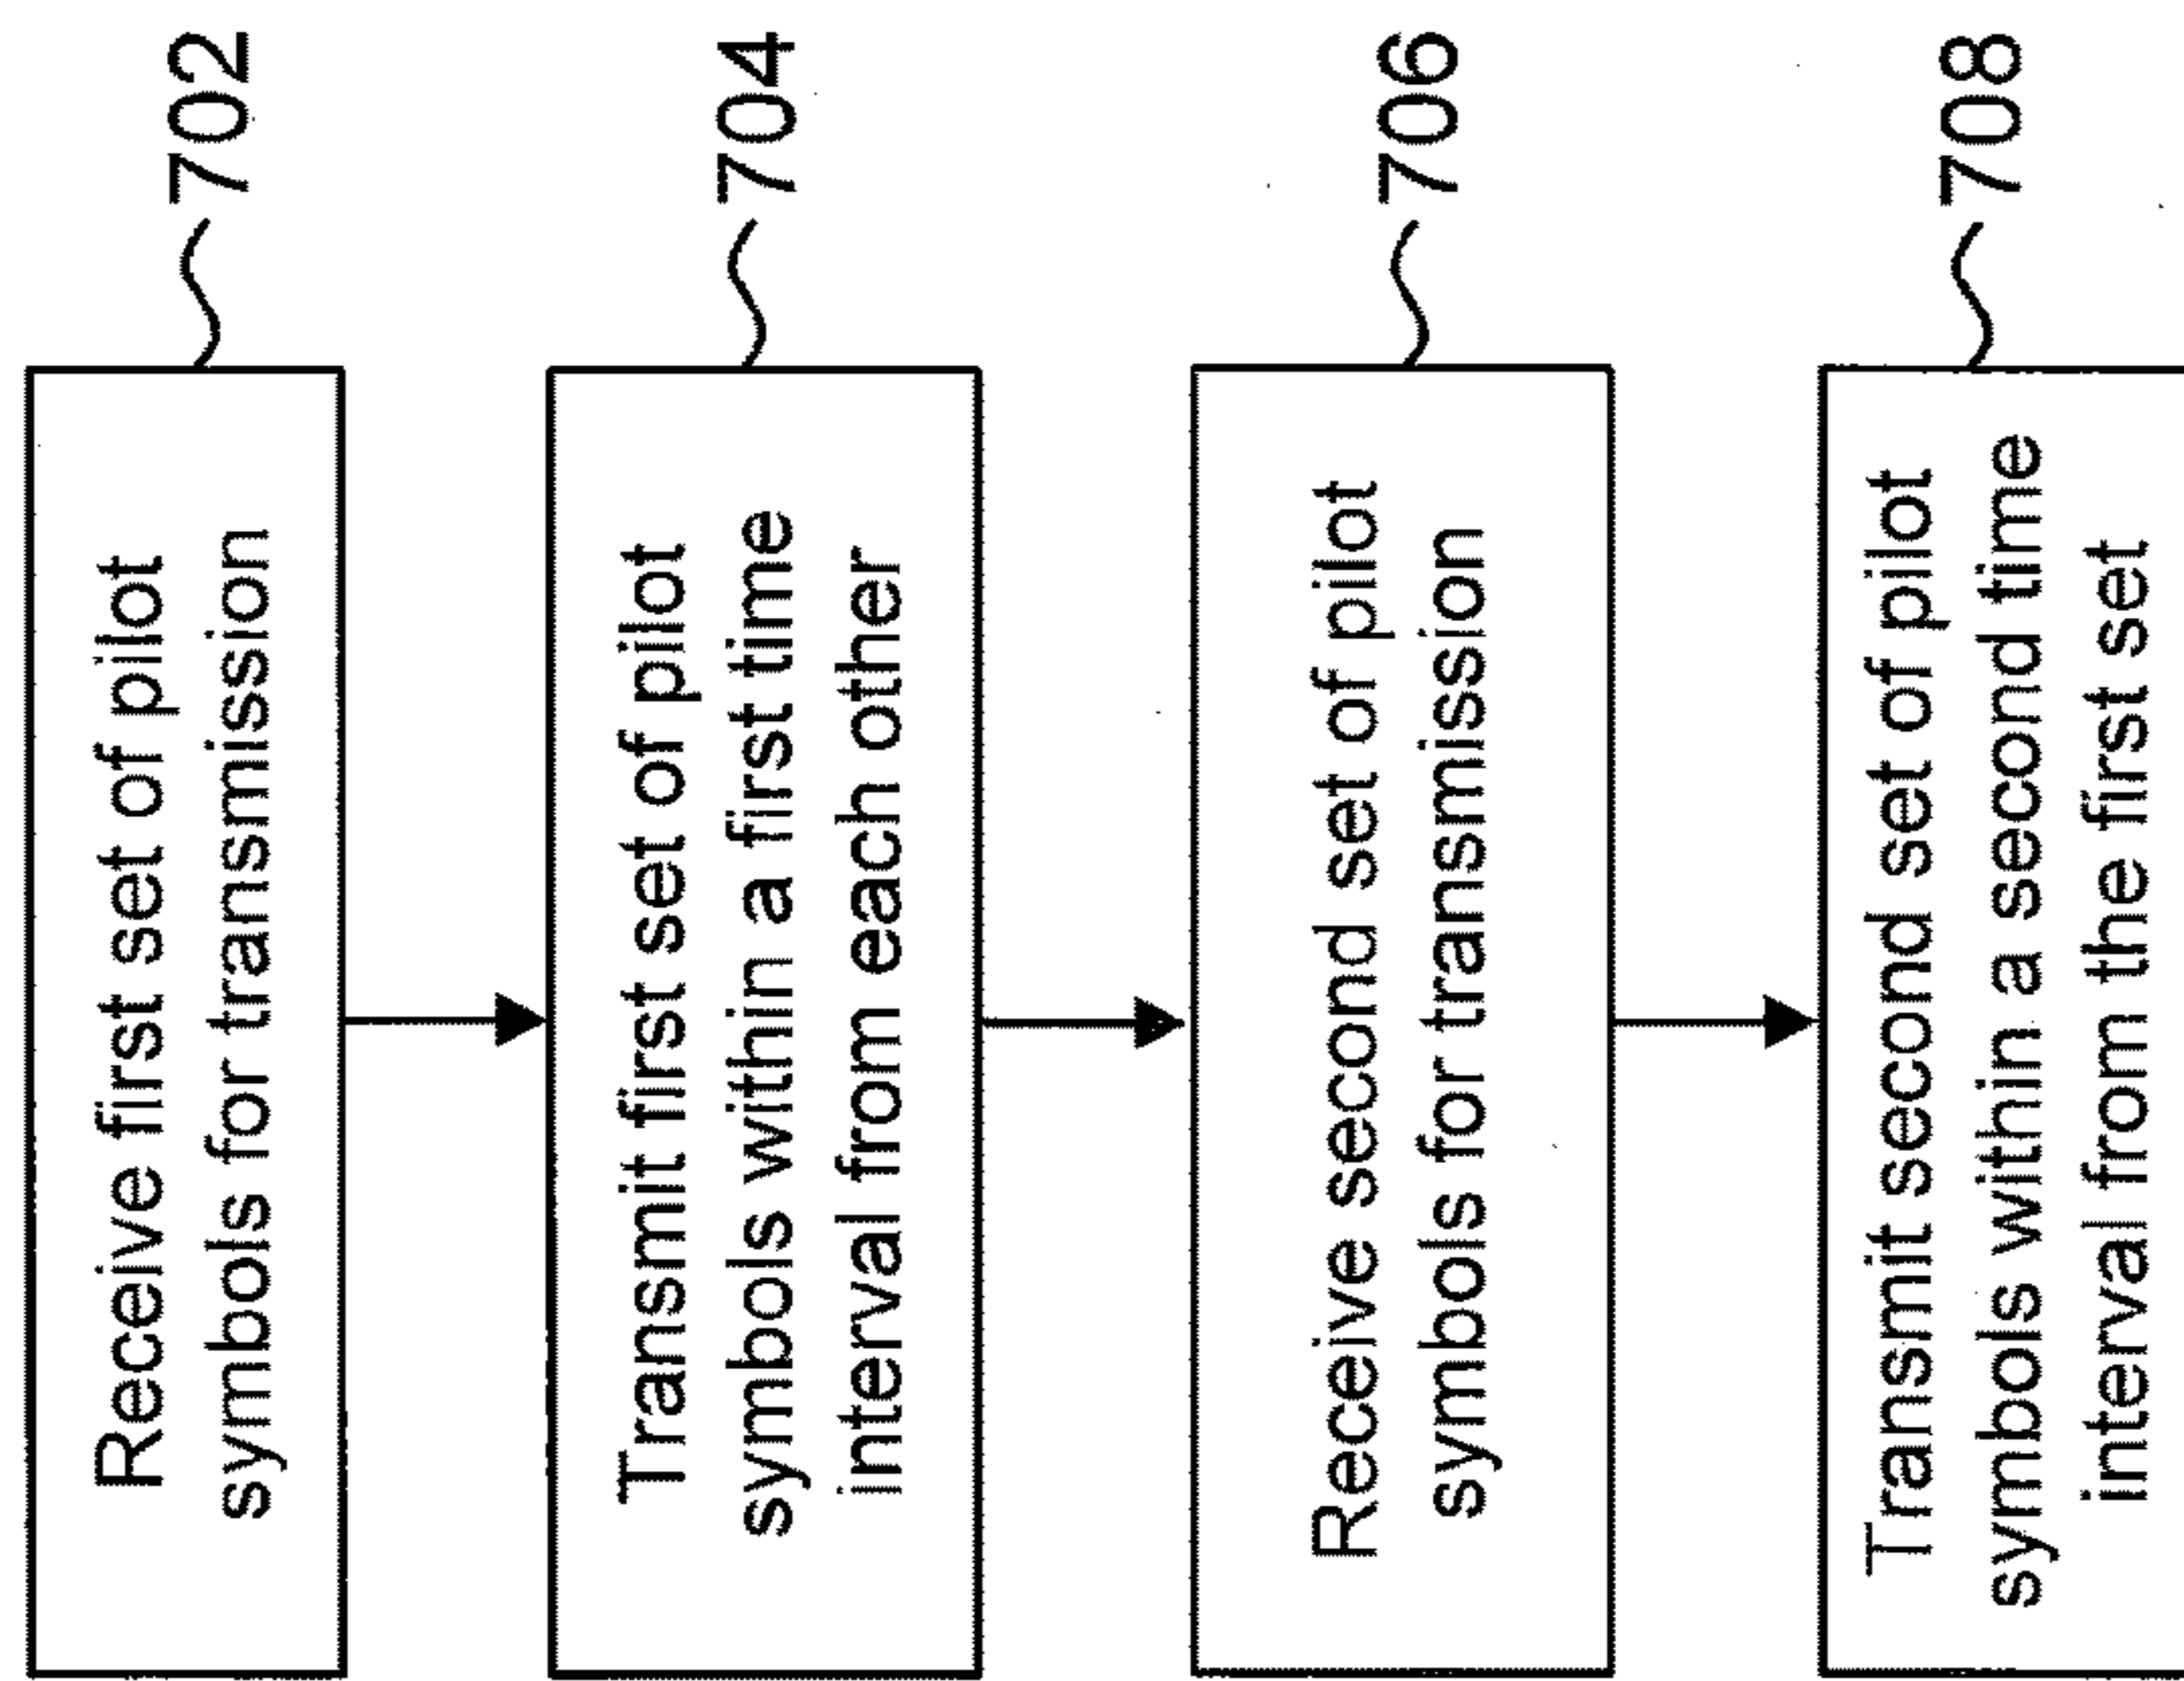 Receive first set of pilot
symbols for transmission
702
Transmit first set of pilot
symbols within a first time
interval from each other
704
Receive second set of pilot
symbols for transmission
706
Transmit second set of pilot
symbols within a second time
interval from the first set
708